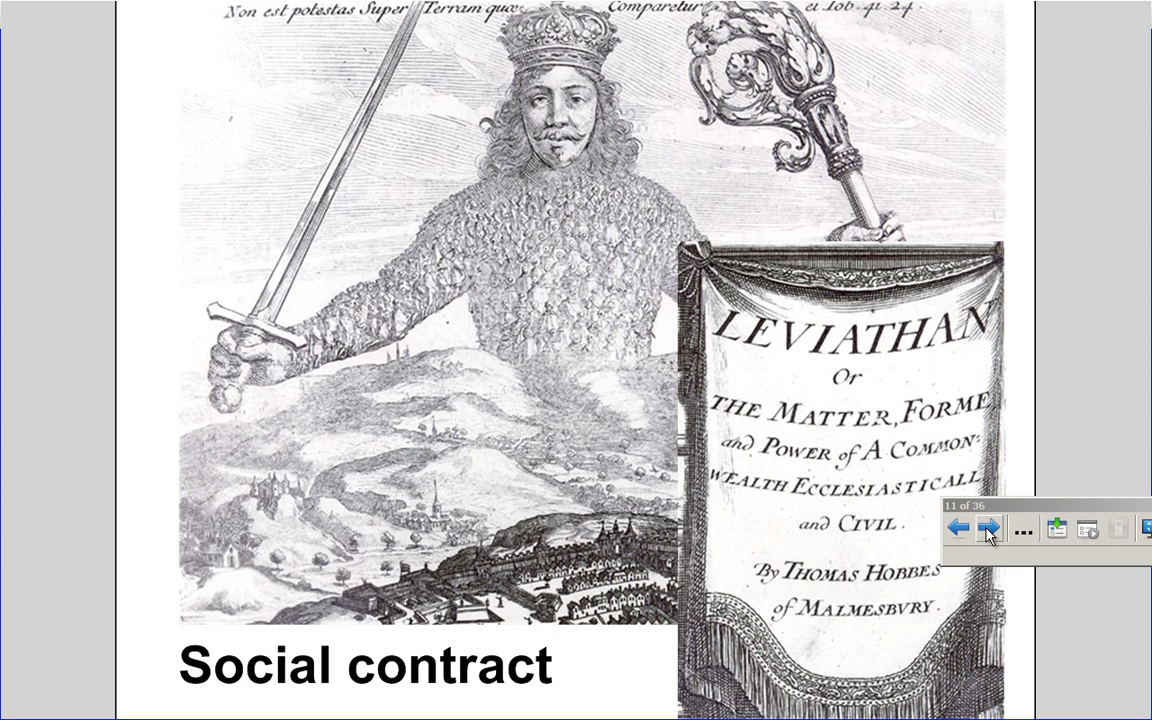 Non est potestas Super Terram quae Comparetur ei Iob. 41. 24.
LEVIATHAN
Or
THE MATTER, FORME
and POWER of A COMMON-
WEALTH ECCLESIASTICALL
and CIVIL.
By THOMAS HOBBES
of MALMESBVRY.
11 of 36
...
Social contract